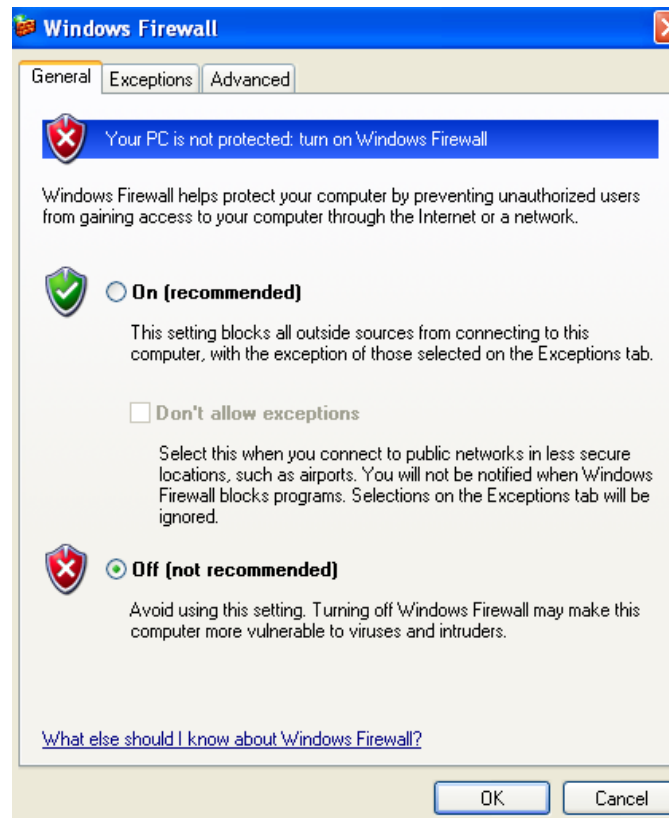 Windows Firewall
General
Exceptions
Advanced
Your PC is not protected: turn on Windows Firewall
Windows Firewall helps protect your computer by preventing unauthorized users
from gaining access to your computer through the Internet or a network.
On (recommended)
This setting blocks all outside sources from connecting to this
computer, with the exception of those selected on the Exceptions tab.
Don't allow exceptions
Select this when you connect to public networks in less secure
locations, such as airports. You will not be notified when Windows
Firewall blocks programs. Selections on the Exceptions tab will be
ignored.
Off (not recommended)
Avoid using this setting. Turning off Windows Firewall may make this
computer more vulnerable to viruses and intruders.
What else should I know about Windows Firewall?
OK
Cancel